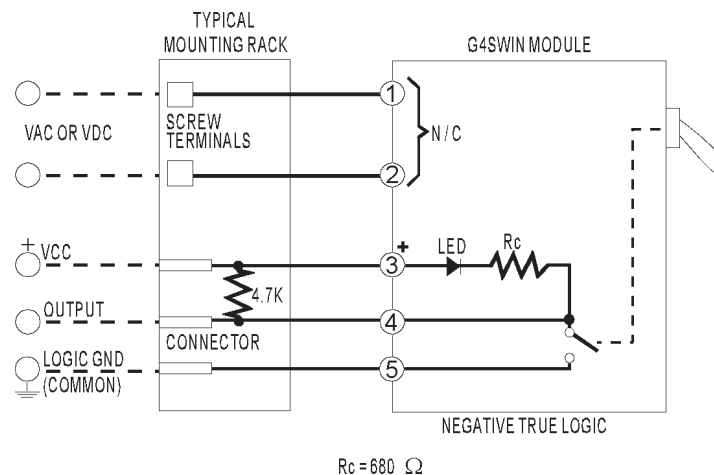 TYPICAL
MOUNTING RACK
G4SWIN MODULE
1
VAC OR VDC
SCREW
TERMINALS
N / C
2
+
VCC
+
LED
Rc
3
4.7K
OUTPUT
4
CONNECTOR
LOGIC GND
(COMMON)
5
NEGATIVE TRUE LOGIC
Rc = 680 Ω